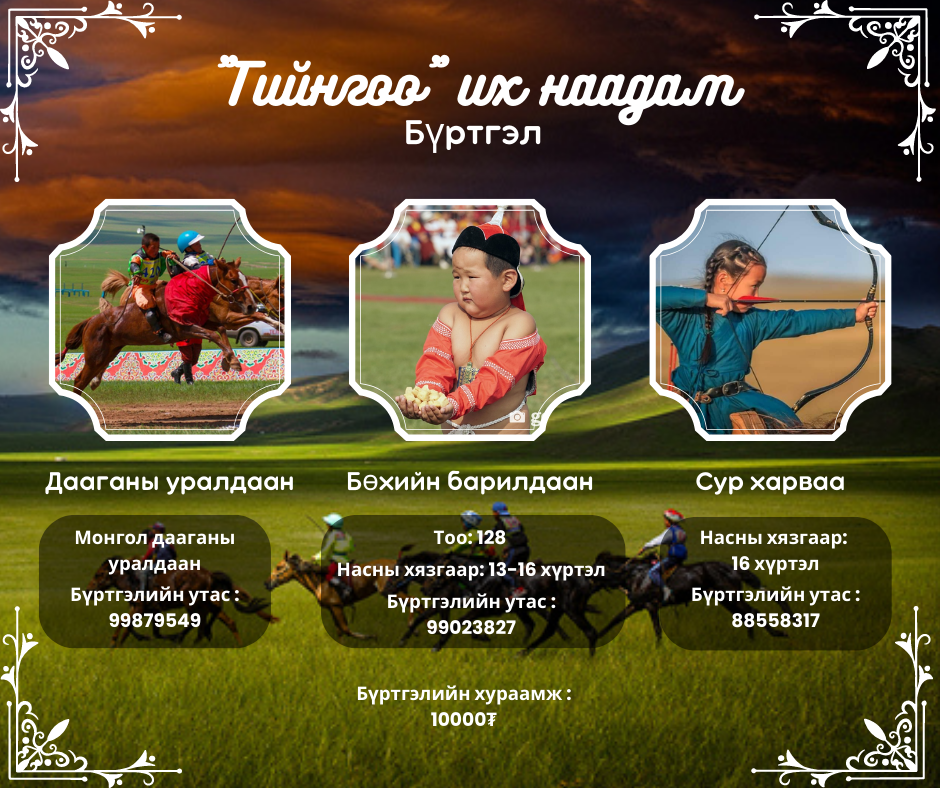 "Тийнгоо" их наадам
Бүртгэл
Дааганы уралдаан
Бөхийн барилдаан
Сур харваа
Монгол дааганы
уралдаан
Бүртгэлийн утас :
99879549
Тоо: 128
Насны хязгаар: 13-16 хүртэл
Бүртгэлийн утас :
99023827
Насны хязгаар:
16 хүртэл
Бүртгэлийн утас :
88558317
Бүртгэлийн хураамж :
10000₮